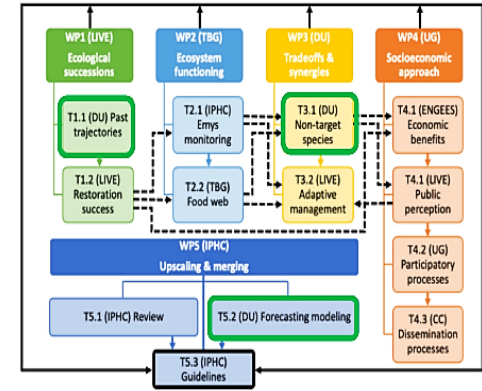 WP1 (LIVE)
Ecological
successions
WP2 (TBG)
Ecosystem
functioning
WP3 (DU)
Tradeoffs &
synergies
WP4 (UG)
Socioeconomic
approach
T1.1 (DU) Past
trajectories
T2.1 (IPHC)
Emys
monitoring
T3.1 (DU)
Non-target
species
T4.1 (ENGEES)
Economic
benefits
T1.2 (LIVE)
Restoration
success
T2.2 (TBG)
Food web
T3.2 (LIVE)
Adaptive
management
T4.1 (LIVE)
Public
perception
WP5 (IPHC)
Upscaling & merging
T4.2 (UG)
Participatory
processes
T5.1 (IPHC) Review
T5.2 (DU) Forecasting modeling
T4.3 (CC)
Dissemination
processes
T5.3 (IPHC)
Guidelines